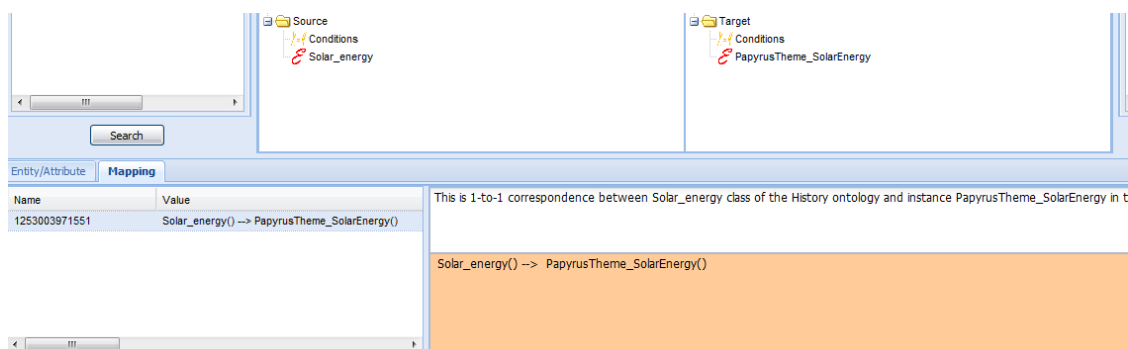 Source
Conditions
Solar_energy
Target
Conditions
PapyrusTheme_SolarEnergy
Search
Entity/Attribute Mapping
Name Value
1253003971551 Solar_energy() --> PapyrusTheme_SolarEnergy()
This is 1-to-1 correspondence between Solar_energy class of the History ontology and instance PapyrusTheme_SolarEnergy in
Solar_energy() --> PapyrusTheme_SolarEnergy()